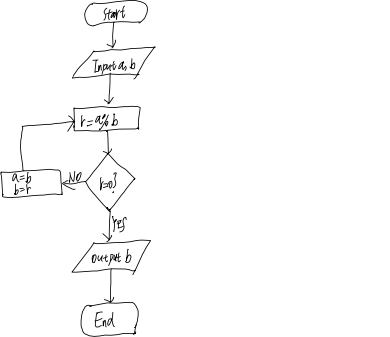 Start
Input a, b
r=a%b
r=0?
NO
a=b
b=r
Yes
output b
End